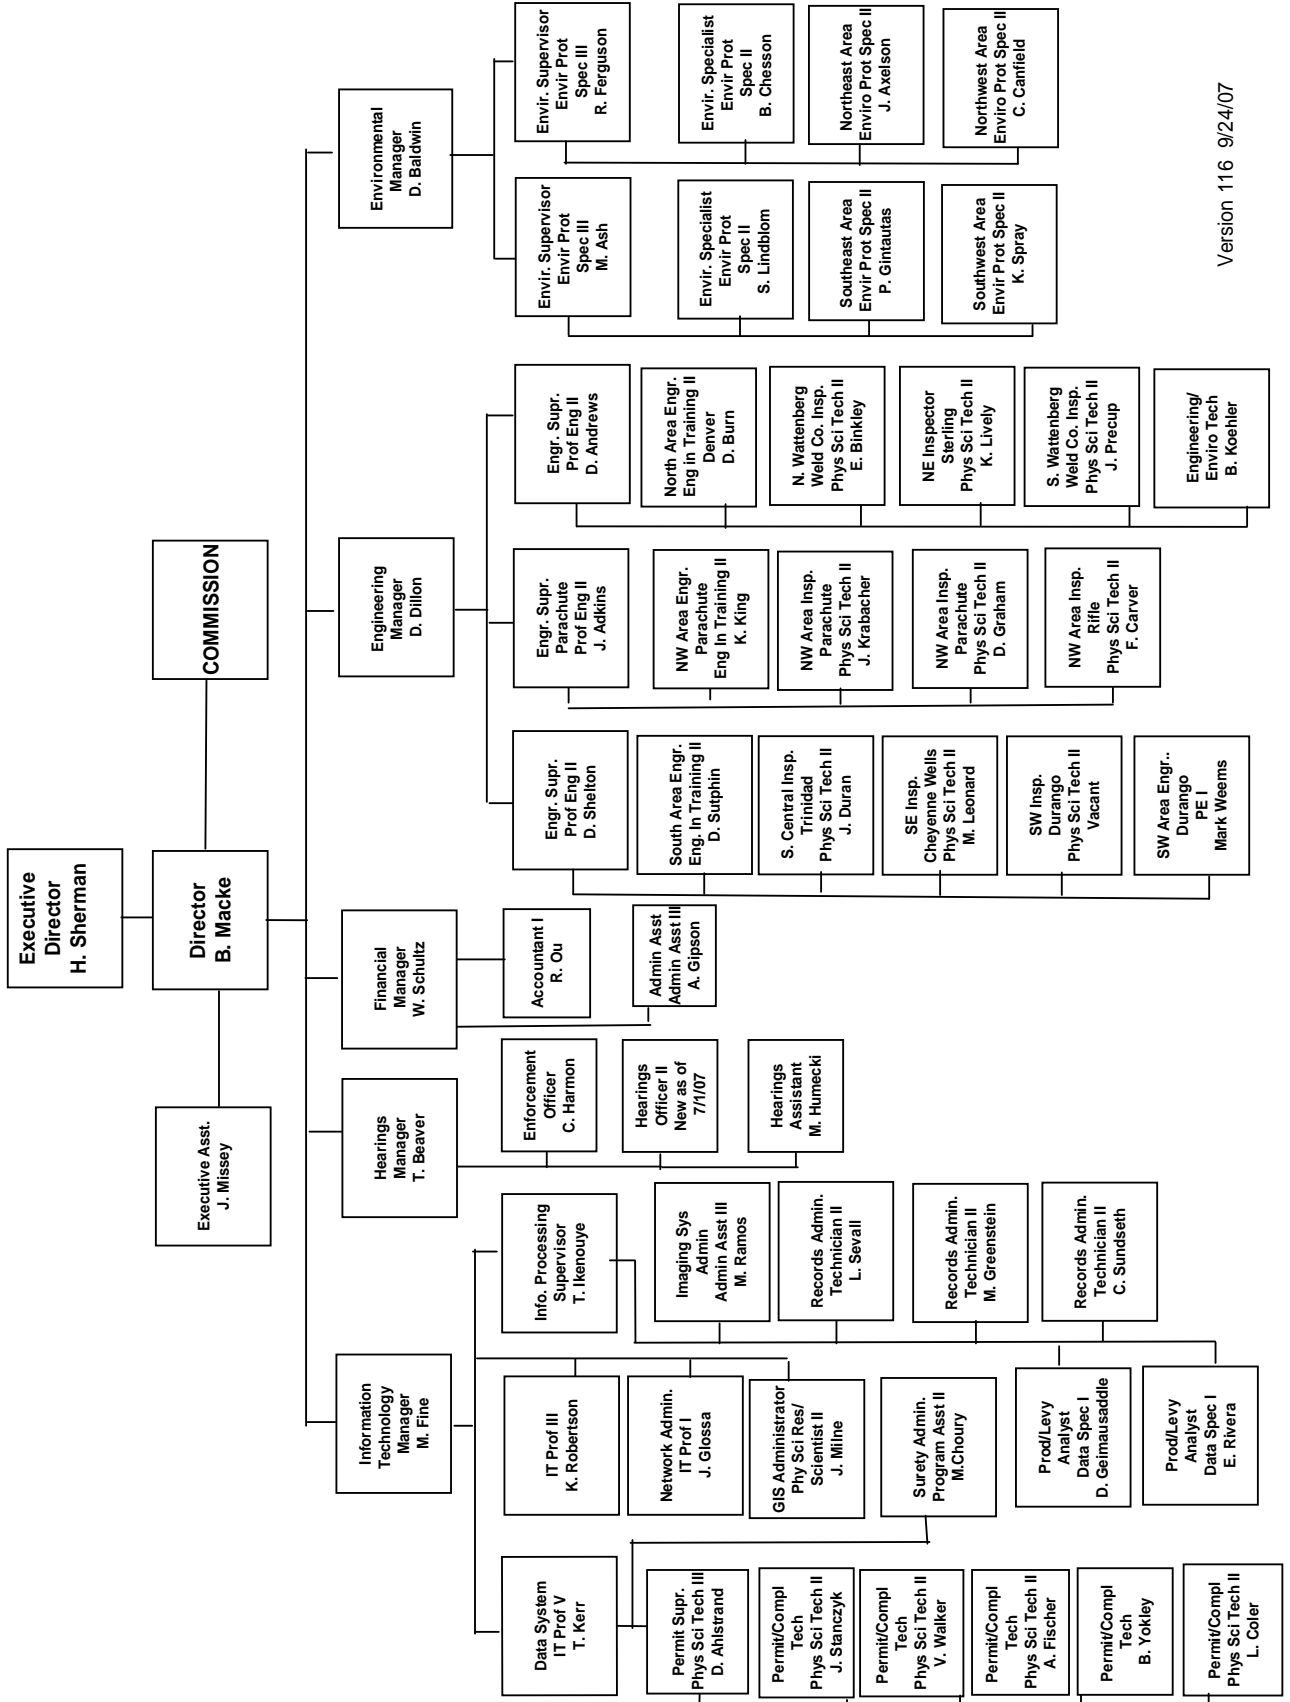 Executive
Director
H. Sherman
Director
B. Macke
COMMISSION
Executive Asst.
J. Missey
Information
Technology
Manager
M. Fine
Hearings
Manager
T. Beaver
Financial
Manager
W. Schultz
Engineering
Manager
D. Dillon
Environmental
Manager
D. Baldwin
Data System
IT Prof V
T. Kerr
Permit Supr.
Phys Sci Tech III
D. Ahlstrand
Permit/Compl
Tech
Phys Sci Tech II
J. Stanczyk
Permit/Compl
Tech
Phys Sci Tech II
V. Walker
Permit/Compl
Tech
Phys Sci Tech II
A. Fischer
Permit/Compl
Tech
B. Yokley
Permit/Compl
Phys Sci Tech II
L. Coler
IT Prof III
K. Robertson
Network Admin.
IT Prof I
J. Glossa
GIS Administrator
Phy Sci Res/
Scientist II
J. Milne
Surety Admin.
Program Asst II
M.Choury
Prod/Levy
Analyst
Data Spec I
D. Geimausaddle
Prod/Levy
Analyst
Data Spec I
E. Rivera
Info. Processing
Supervisor
T. Ikenouye
Imaging Sys
Admin
Admin Asst III
M. Ramos
Records Admin.
Technician II
L. Sevall
Records Admin.
Technician II
M. Greenstein
Records Admin.
Technician II
C. Sundseth
Enforcement
Officer
C. Harmon
Hearings
Officer II
New as of
7/1/07
Hearings
Assistant
M. Humecki
Accountant I
R. Ou
Admin Asst
Admin Asst III
A. Gipson
Engr. Supr.
Prof Eng II
D. Shelton
South Area Engr.
Eng. In Training II
D. Sutphin
S. Central Insp.
Trinidad
Phys Sci Tech II
J. Duran
SE Insp.
Cheyenne Wells
Phys Sci Tech II
M. Leonard
SW Insp.
Durango
Phys Sci Tech II
Vacant
SW Area Engr..
Durango
PE I
Mark Weems
Engr. Supr.
Parachute
Prof Eng II
J. Adkins
NW Area Engr.
Parachute
Eng In Training II
K. King
NW Area Insp.
Parachute
Phys Sci Tech II
J. Krabacher
NW Area Insp.
Parachute
Phys Sci Tech II
D. Graham
NW Area Insp.
Rifle
Phys Sci Tech II
F. Carver
Engr. Supr.
Prof Eng II
D. Andrews
North Area Engr.
Eng in Training II
Denver
D. Burn
N. Wattenberg
Weld Co. Insp.
Phys Sci Tech II
E. Binkley
NE Inspector
Sterling
Phys Sci Tech II
K. Lively
S. Wattenberg
Weld Co. Insp.
Phys Sci Tech II
J. Precup
Engineering/
Enviro Tech
B. Koehler
Envir. Supervisor
Envir Prot
Spec III
M. Ash
Envir. Specialist
Envir Prot
Spec II
S. Lindblom
Southeast Area
Envir Prot Spec II
P. Gintautas
Southwest Area
Envir Prot Spec II
K. Spray
Envir. Supervisor
Envir Prot
Spec III
R. Ferguson
Envir. Specialist
Envir Prot
Spec II
B. Chesson
Northeast Area
Enviro Prot Spec II
J. Axelson
Northwest Area
Enviro Prot Spec II
C. Canfield
Version 116 9/24/07